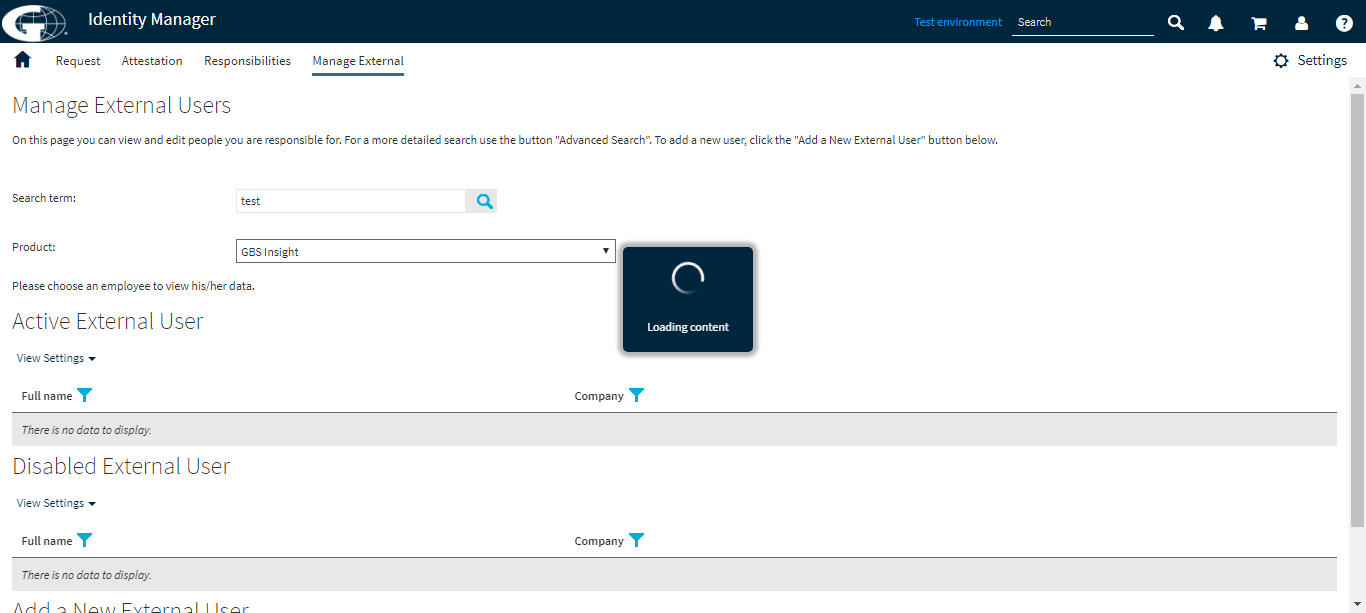 Identity Manager
Test environment
Search
Request
Attestation
Responsibilities
Manage External
Settings
Manage External Users
On this page you can view and edit people you are responsible for. For a more detailed search use the button "Advanced Search". To add a new user, click the "Add a New External User" button below.
Search term:
test
Product:
GBS Insight
Loading content
Please choose an employee to view his/her data.
Active External User
View Settings
Full name
Company
There is no data to display.
Disabled External User
View Settings
Full name
Company
There is no data to display.
Add a New External User